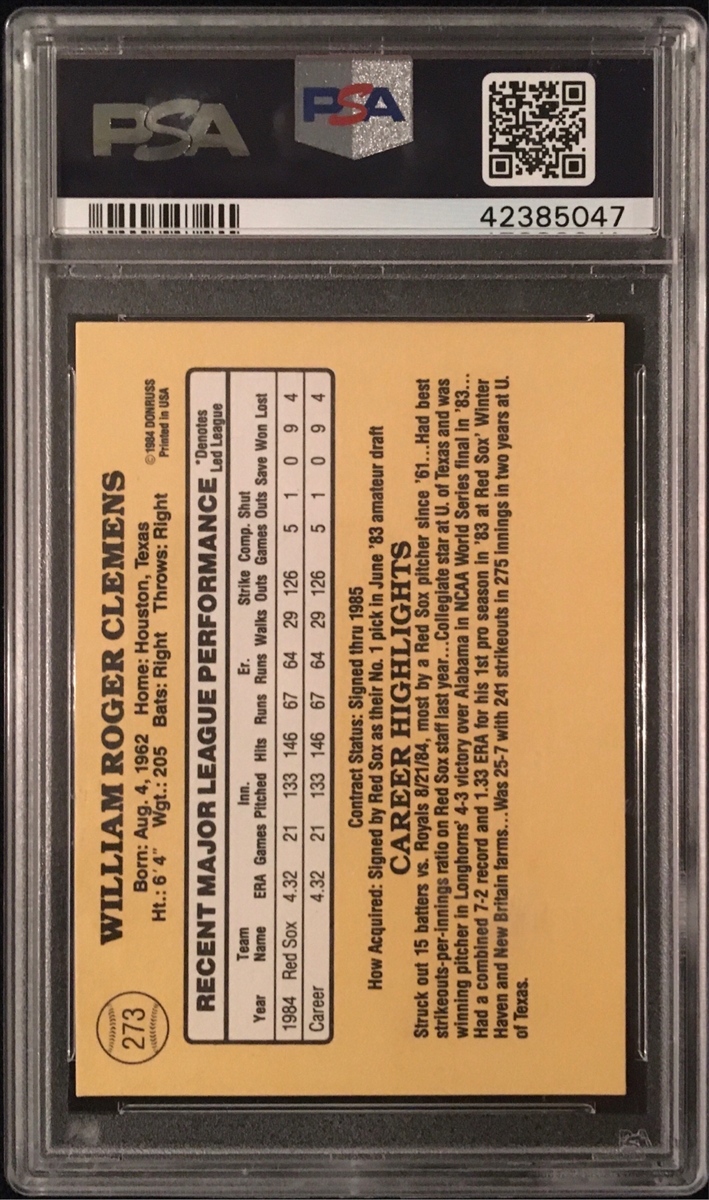 PSA
PSA
42385047
273
WILLIAM ROGER CLEMENS
Born: Aug. 4, 1962 Home: Houston, Texas
Ht.: 6'4" Wgt.: 205 Bats: Right Throws: Right
©1984 DONRUSS
Printed in USA
RECENT MAJOR LEAGUE PERFORMANCE
*Denotes
Led League
Team Inn. Er. Strike Comp. Shut
Year Name ERA Games Pitched Hits Runs Runs Walks Outs Games Outs Save Won Lost
1984 Red Sox 4.32 21 133 146 67 64 29 126 5 1 0 9 4
Career 4.32 21 133 146 67 64 29 126 5 1 0 9 4
Contract Status: Signed thru 1985
How Acquired: Signed by Red Sox as their No. 1 pick in June '83 amateur draft
CAREER HIGHLIGHTS
Struck out 15 batters vs. Royals 8/21/84, most by a Red Sox pitcher since '61...Had best
strikeouts-per-innings ratio on Red Sox staff last year...Collegiate star at U. of Texas and was
winning pitcher in Longhorns' 4-3 victory over Alabama in NCAA World Series final in '83...
Had a combined 7-2 record and 1.33 ERA for his 1st pro season in '83 at Red Sox' Winter
Haven and New Britain farms...Was 25-7 with 241 strikeouts in 275 innings in two years at U.
of Texas.